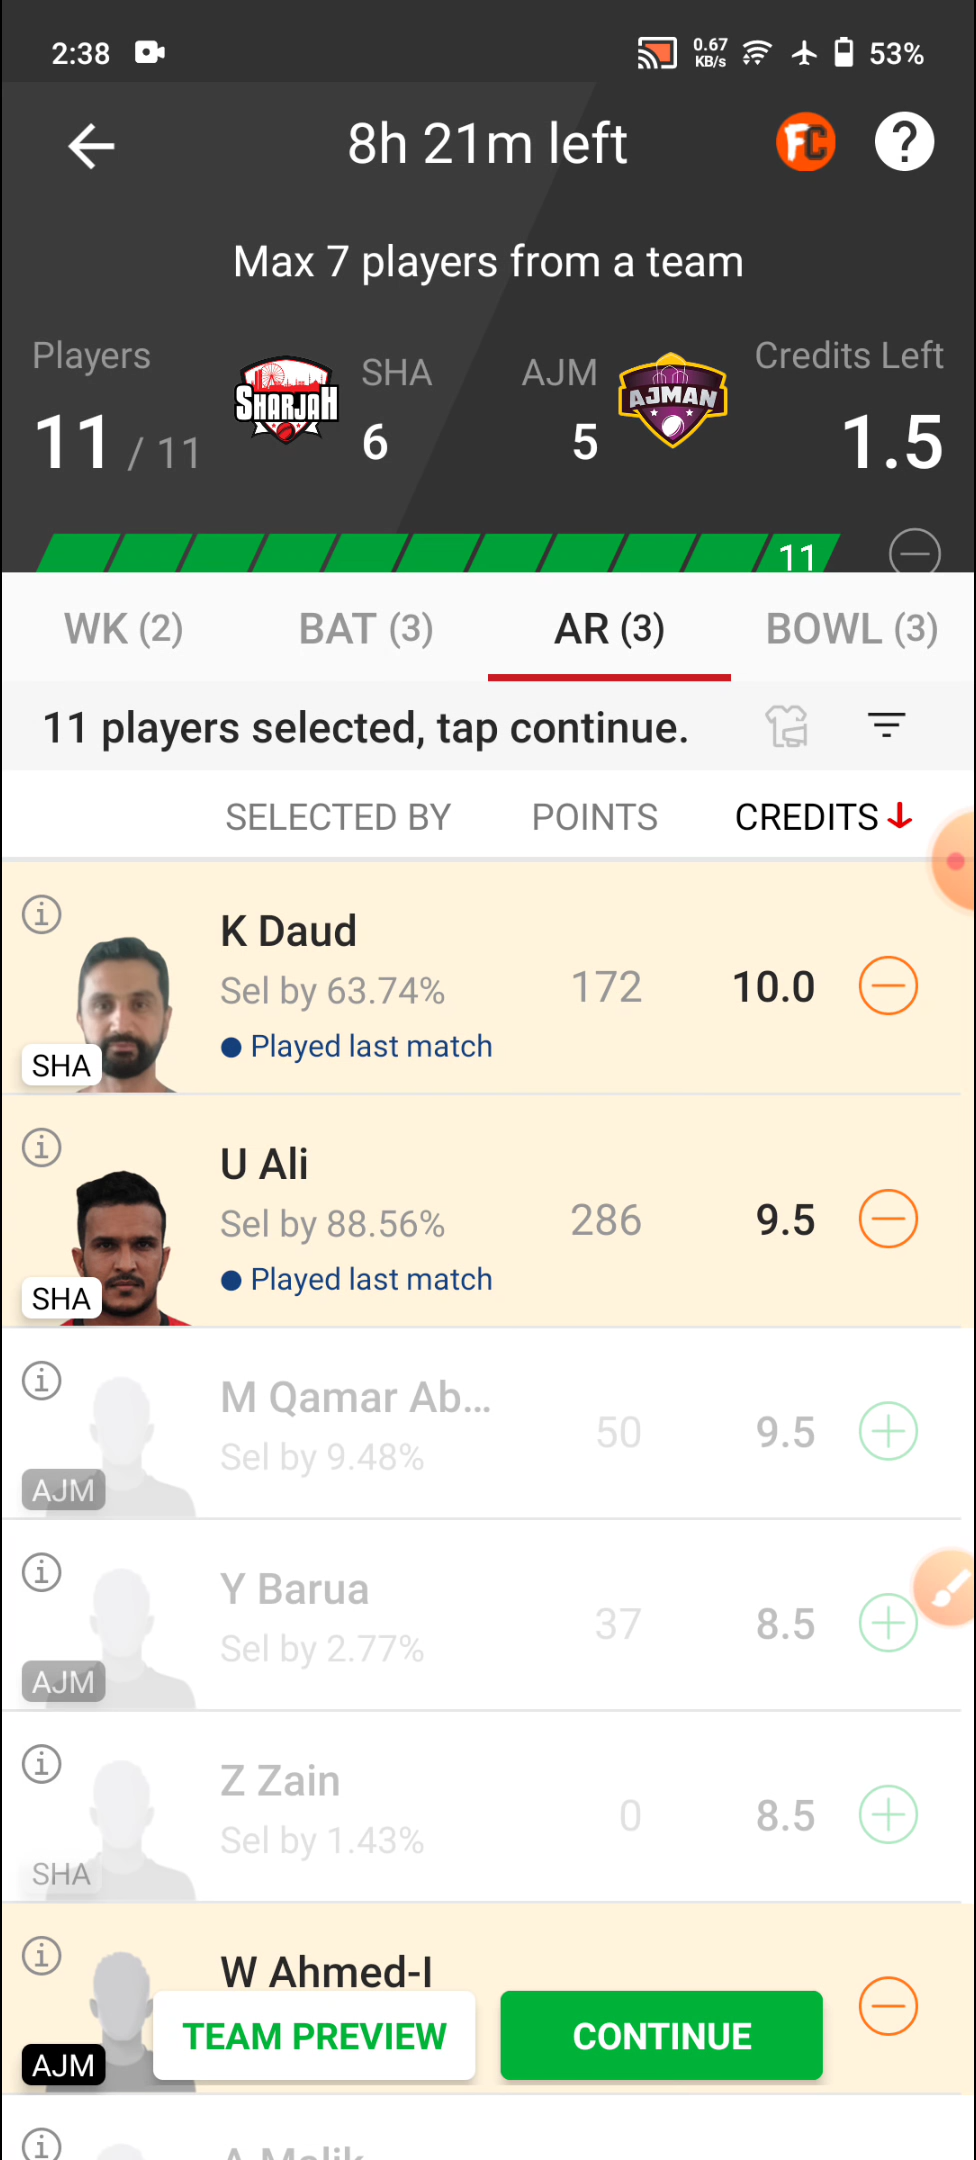 2:38
0.67
KB/s
53%
8h 21m left
FC
?
Max 7 players from a team
Players
SHA
AJM
Credits Left
SHARJAH
AJMAN
11 / 11
6
5
1.5
11
WK (2)
BAT (3)
AR (3)
BOWL (3)
11 players selected, tap continue.
SELECTED BY
POINTS
CREDITS
K Daud
Sel by 63.74%
172
10.0
Played last match
SHA
U Ali
Sel by 88.56%
286
9.5
Played last match
SHA
M Qamar Ab...
Sel by 9.48%
50
9.5
AJM
Y Barua
Sel by 2.77%
37
8.5
AJM
Z Zain
Sel by 1.43%
0
8.5
SHA
W Ahmed-I
TEAM PREVIEW
CONTINUE
AJM
A Malik